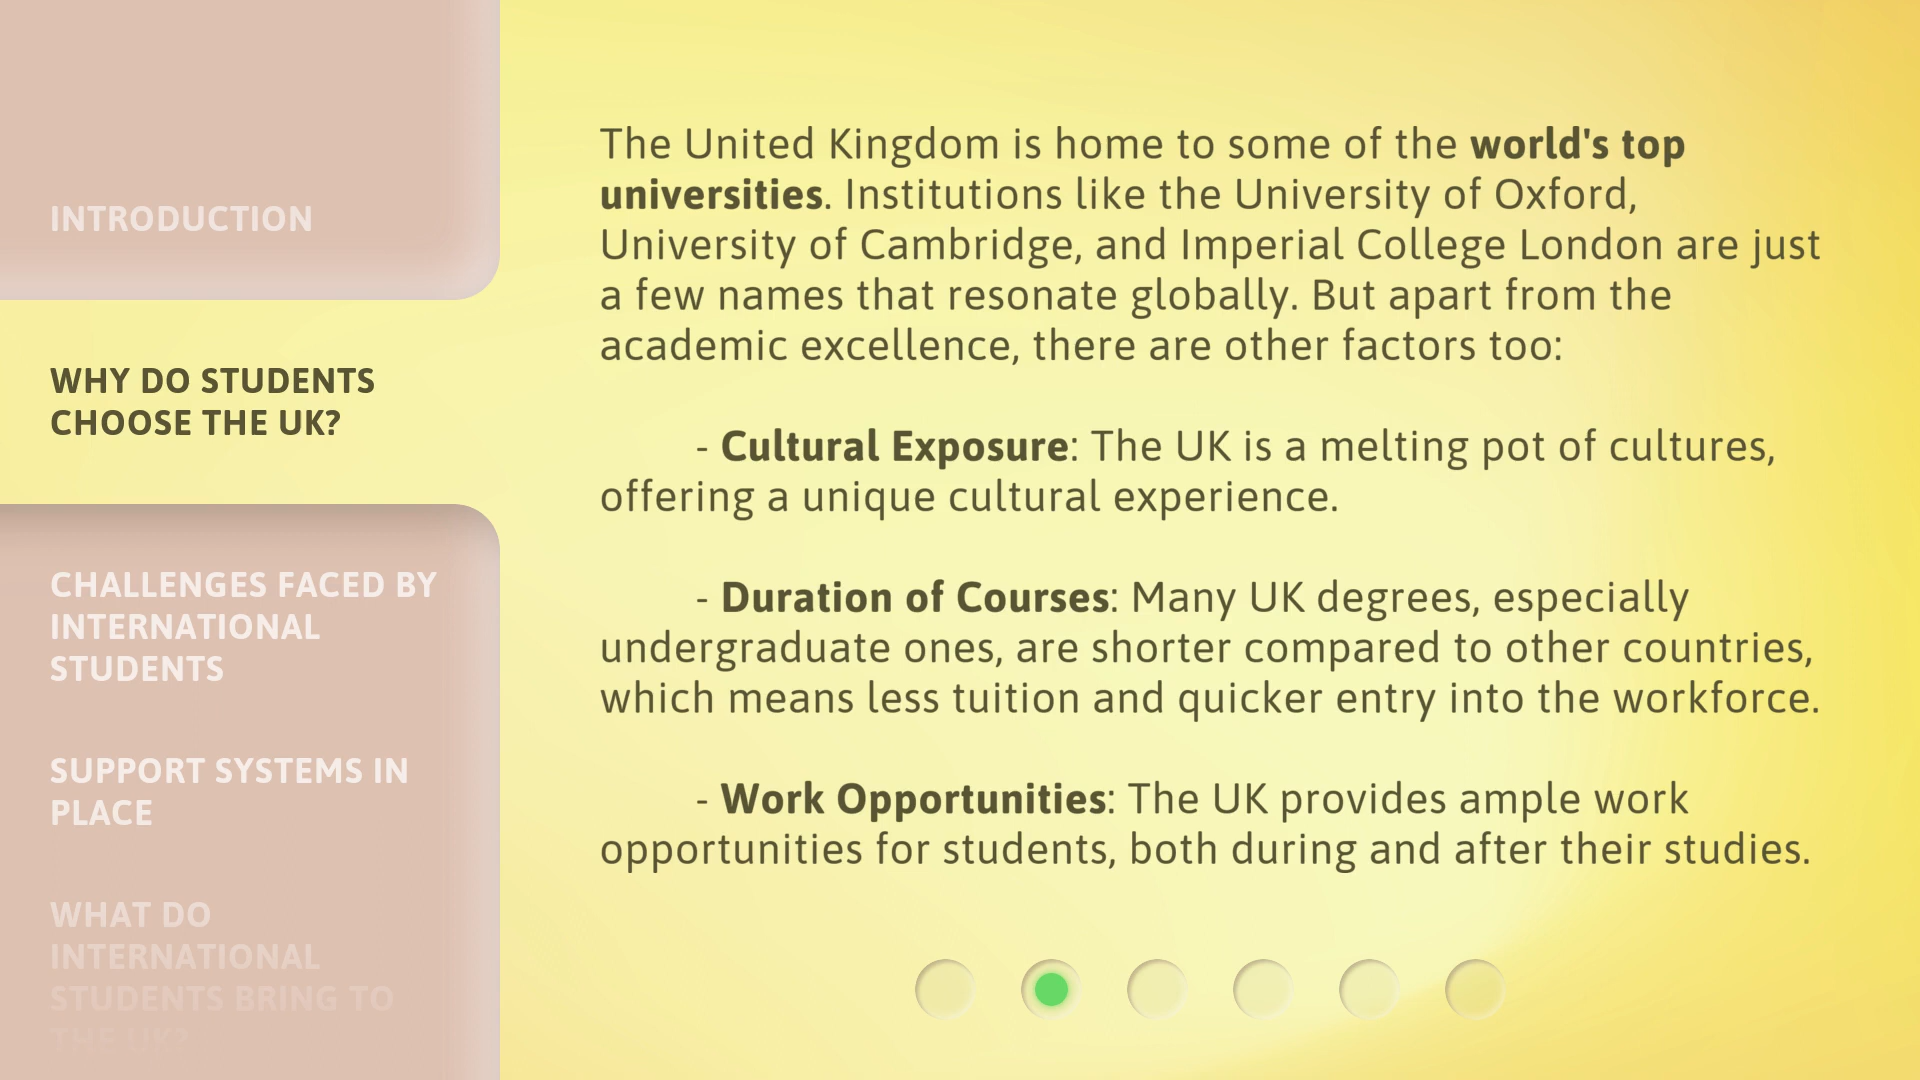 INTRODUCTION
WHY DO STUDENTS
CHOOSE THE UK?
CHALLENGES FACED BY
INTERNATIONAL
STUDENTS
SUPPORT SYSTEMS IN
PLACE
WHAT DO
INTERNATIONAL
STUDENTS BRING TO
THE UK?
The United Kingdom is home to some of the world's top
universities. Institutions like the University of Oxford,
University of Cambridge, and Imperial College London are just
a few names that resonate globally. But apart from the
academic excellence, there are other factors too:
- Cultural Exposure: The UK is a melting pot of cultures,
offering a unique cultural experience.
- Duration of Courses: Many UK degrees, especially
undergraduate ones, are shorter compared to other countries,
which means less tuition and quicker entry into the workforce.
- Work Opportunities: The UK provides ample work
opportunities for students, both during and after their studies.